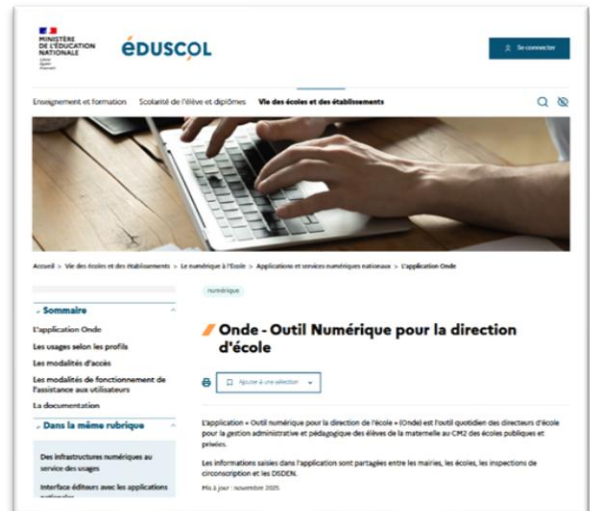 MINISTÈRE
DE L'ÉDUCATION
NATIONALE
éduscol
Se connecter
Enseignement et formation Scolarité de l'élève et diplômes Vie des écoles et des établissements
Accueil > Vie des écoles et des établissements > Le numérique à l'École > Applications et services numériques nationaux > L'application Onde
numérique
Sommaire
L'application Onde
Les usages selon les profils
Les modalités d'accès
Les modalités de fonctionnement de
l'assistance aux utilisateurs
La documentation
Dans la même rubrique
Des infrastructures numériques au
service des usages
Interface éditeurs avec les applications
nationales
Onde - Outil Numérique pour la direction
d'école
Ajouter à une sélection
L'application « Outil numérique pour la direction de l'école » (Onde) est l'outil quotidien des directeurs d'école
pour la gestion administrative et pédagogique des élèves de la maternelle au CM2 des écoles publiques et
privées.
Les informations saisies dans l'application sont partagées entre les mairies, les écoles, les inspections de
circonscription et les DSDEN.
Mis à jour : novembre 2025